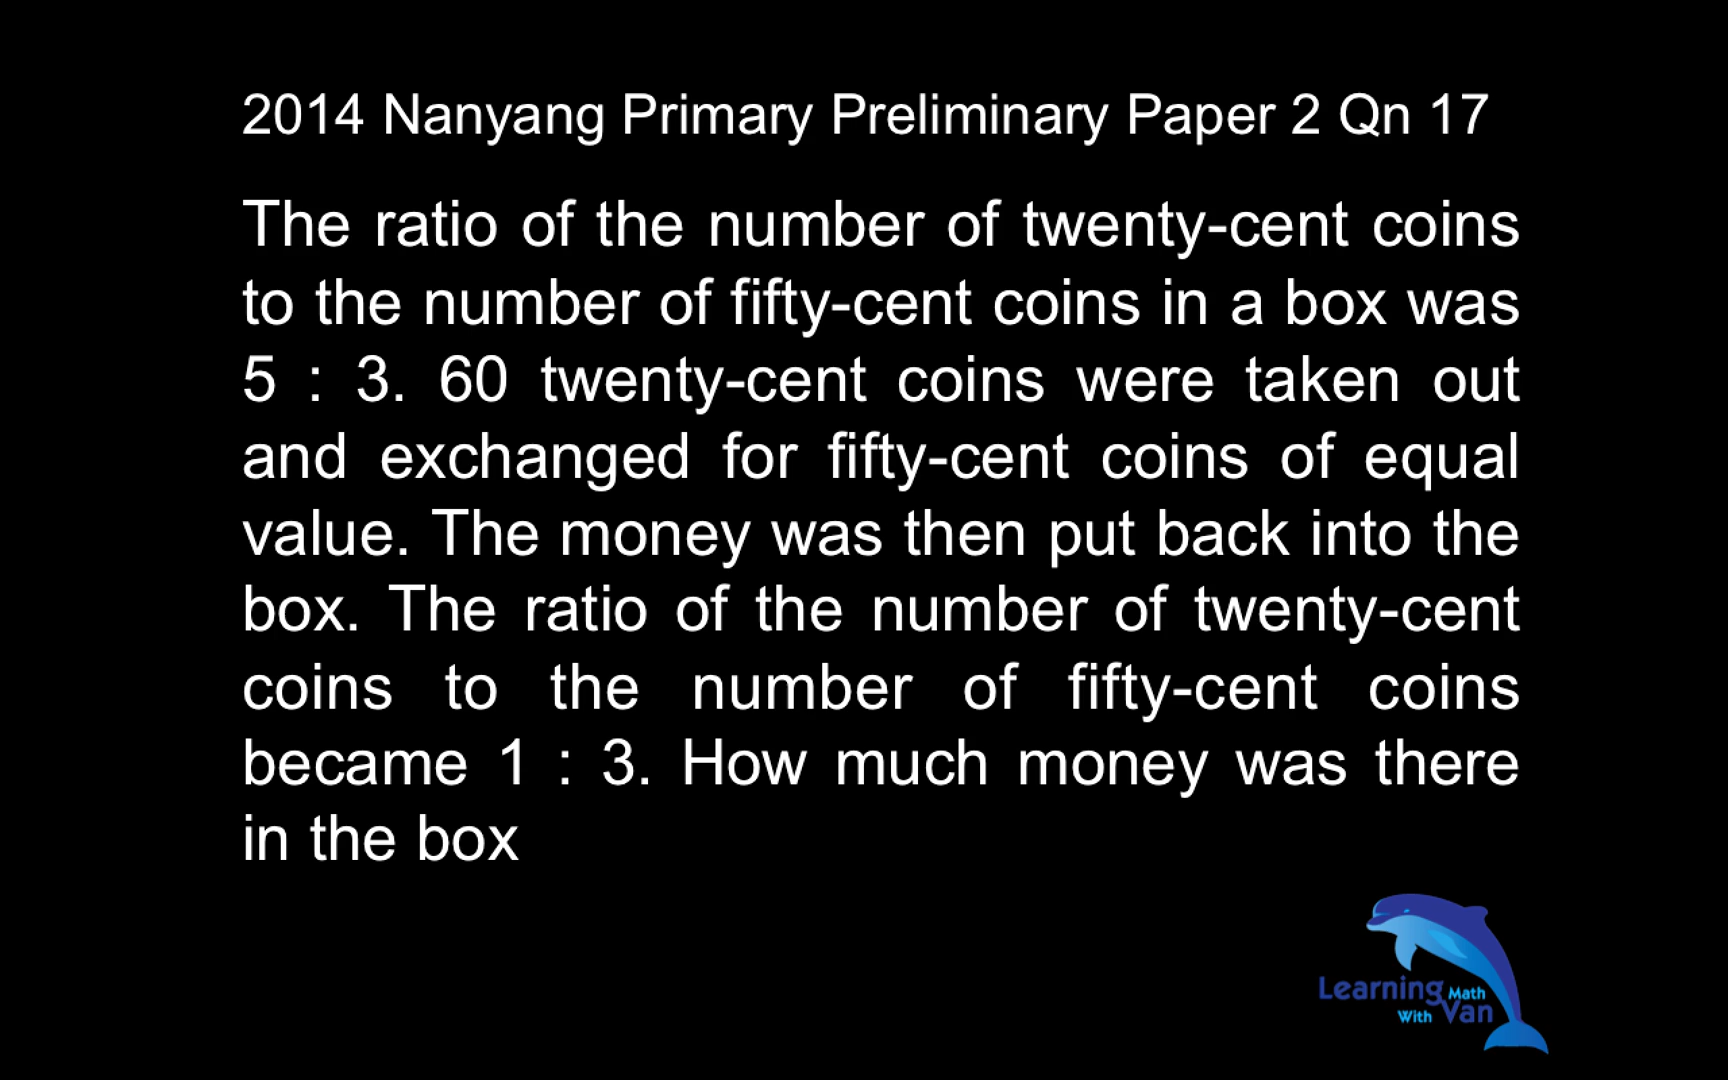 2014 Nanyang Primary Preliminary Paper 2 Qn 17
The ratio of the number of twenty-cent coins
to the number of fifty-cent coins in a box was
5 : 3. 60 twenty-cent coins were taken out
and exchanged for fifty-cent coins of equal
value. The money was then put back into the
box. The ratio of the number of twenty-cent
coins to the number of fifty-cent coins
became 1 : 3. How much money was there
in the box
Learning Math
With Van